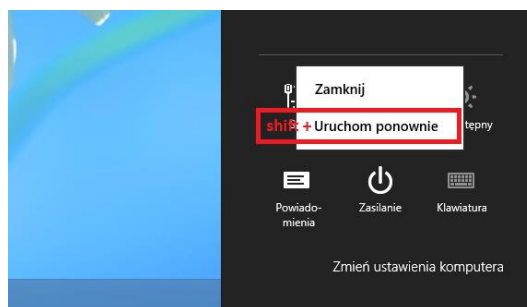 Zamknij
shift + Uruchom ponownie
tępny
Powiado-
mienia
Zasilanie
Klawiatura
Zmień ustawienia komputera